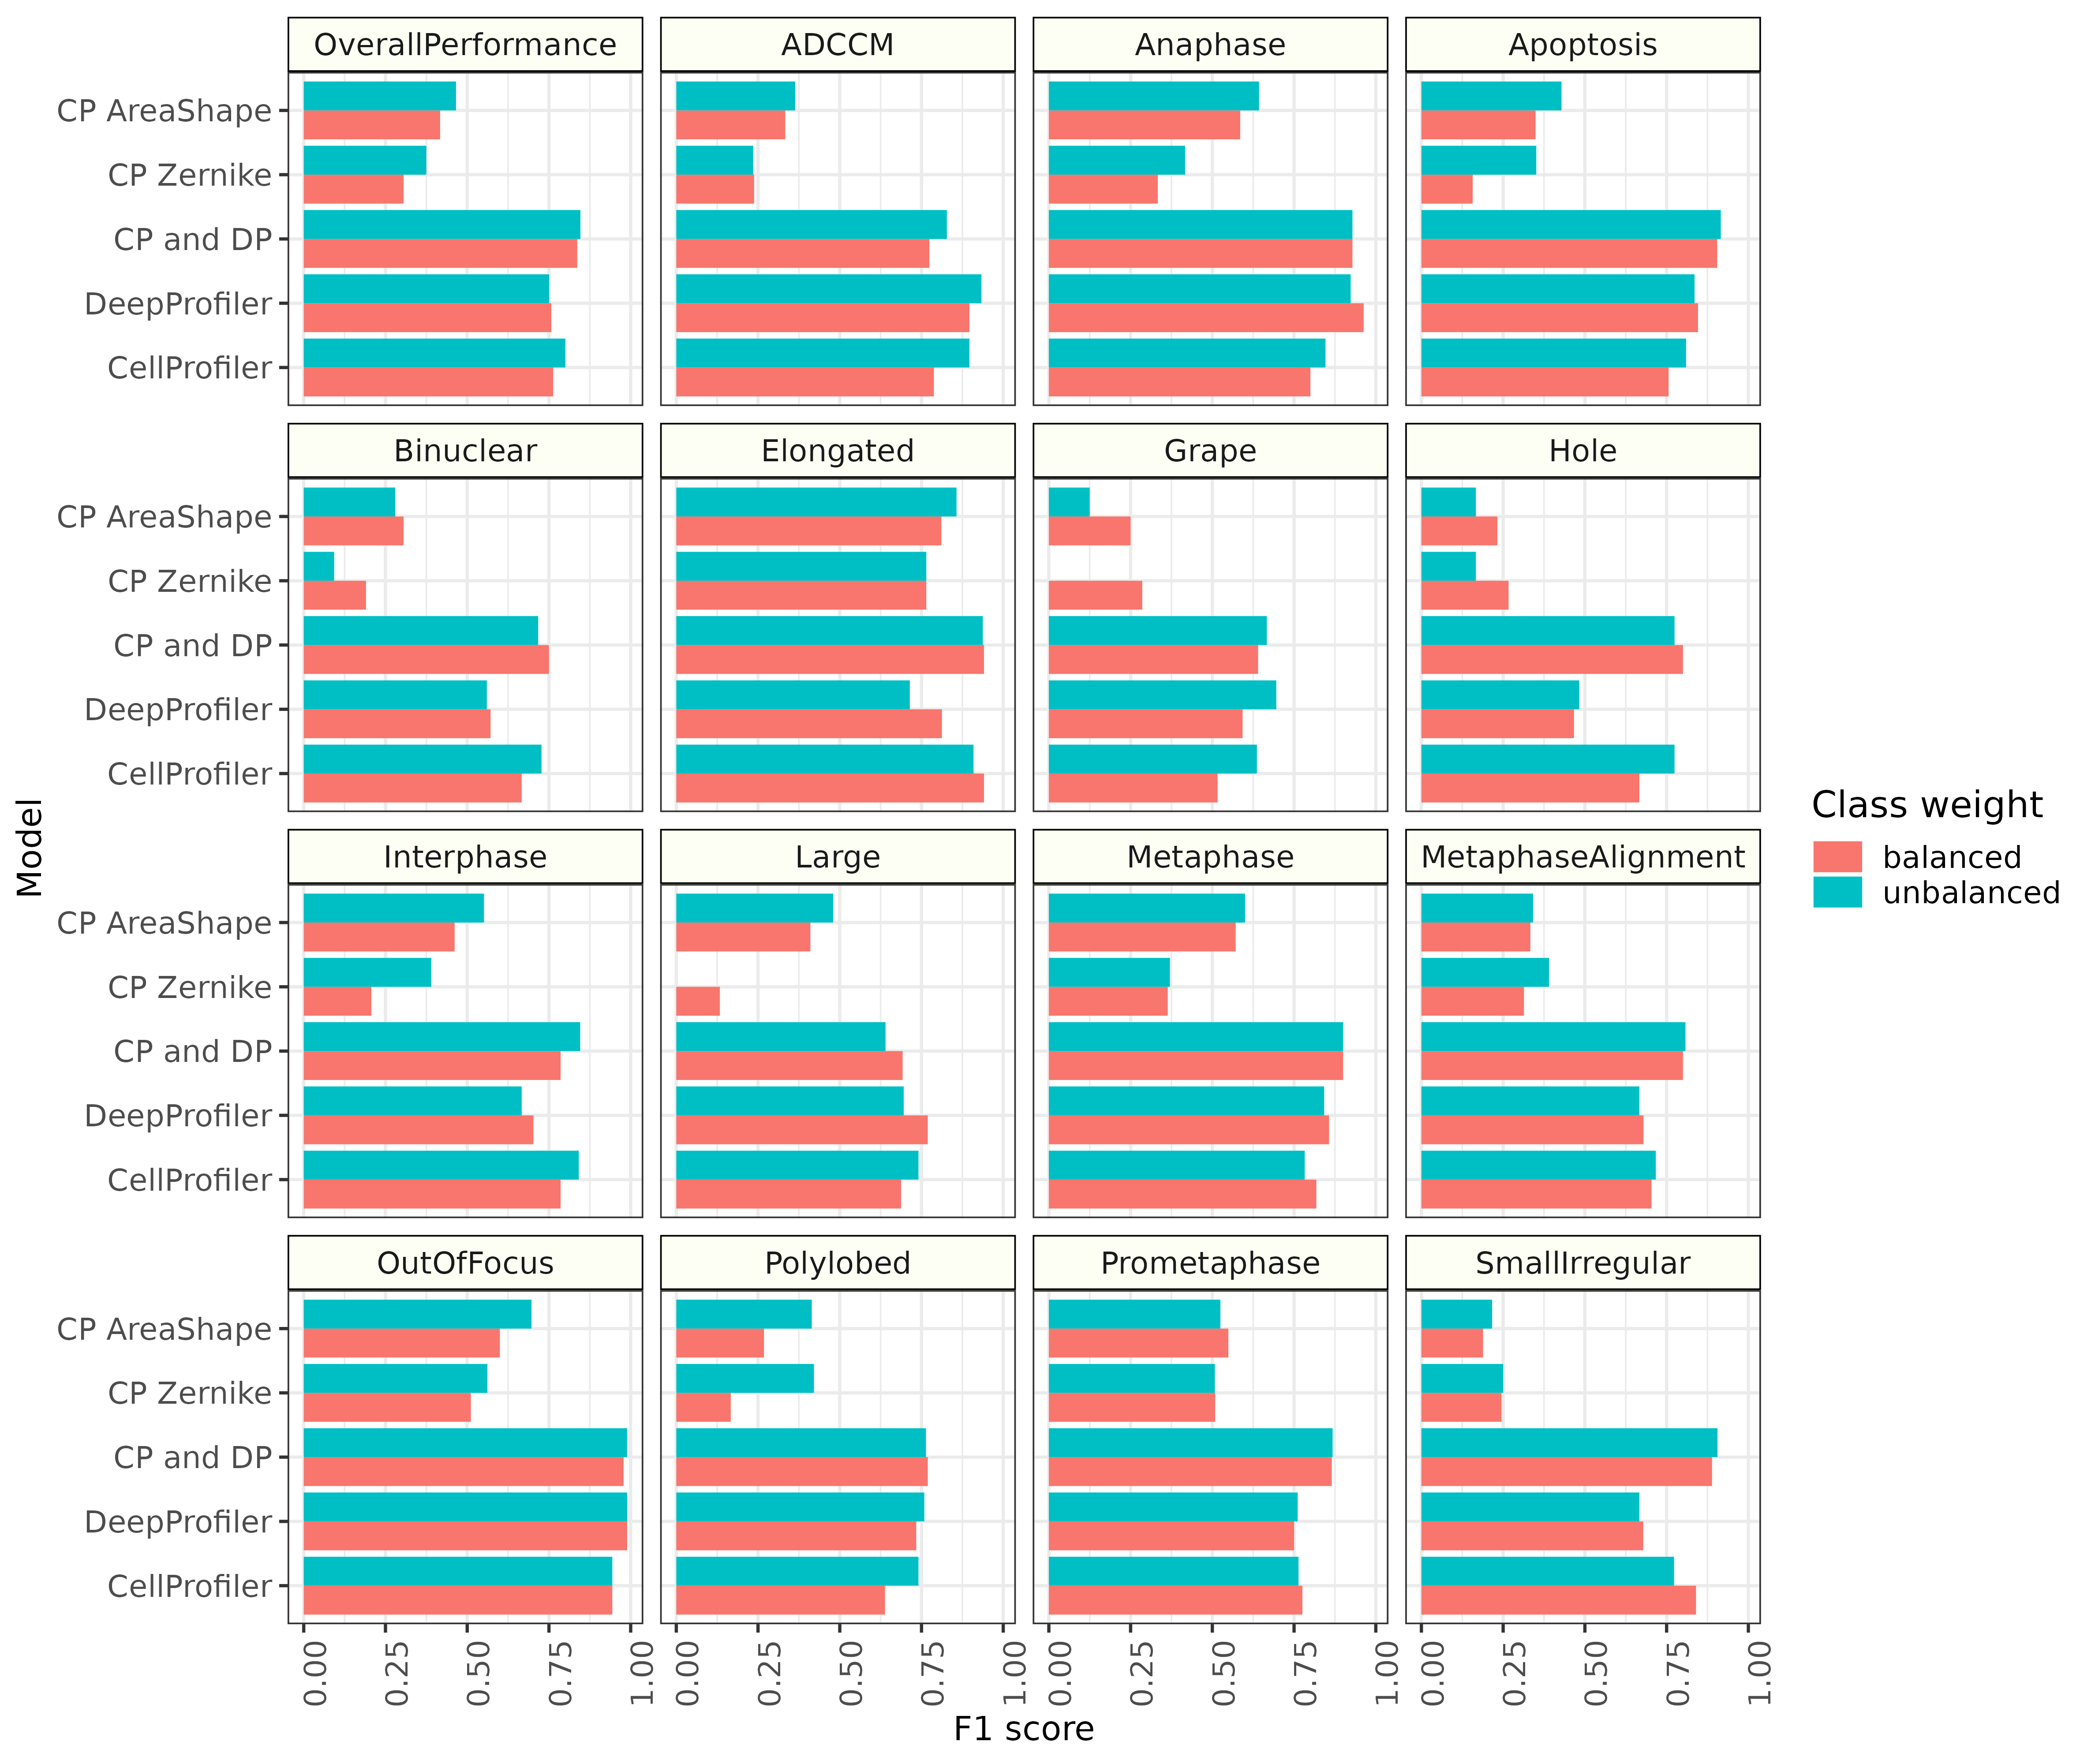 OverallPerformance ADCCM Anaphase Apoptosis
CP AreaShape
CP Zernike
CP and DP
DeepProfiler
CellProfiler
Binuclear Elongated Grape Hole
CP AreaShape
CP Zernike
CP and DP
DeepProfiler
CellProfiler
Interphase Large Metaphase MetaphaseAlignment
CP AreaShape
CP Zernike
CP and DP
DeepProfiler
CellProfiler
OutOfFocus Polylobed Prometaphase SmallIrregular
CP AreaShape
CP Zernike
CP and DP
DeepProfiler
CellProfiler
0.00 0.25 0.50 0.75 1.00 0.00 0.25 0.50 0.75 1.00 0.00 0.25 0.50 0.75 1.00 0.00 0.25 0.50 0.75 1.00
F1 score
Model
Class weight
balanced
unbalanced